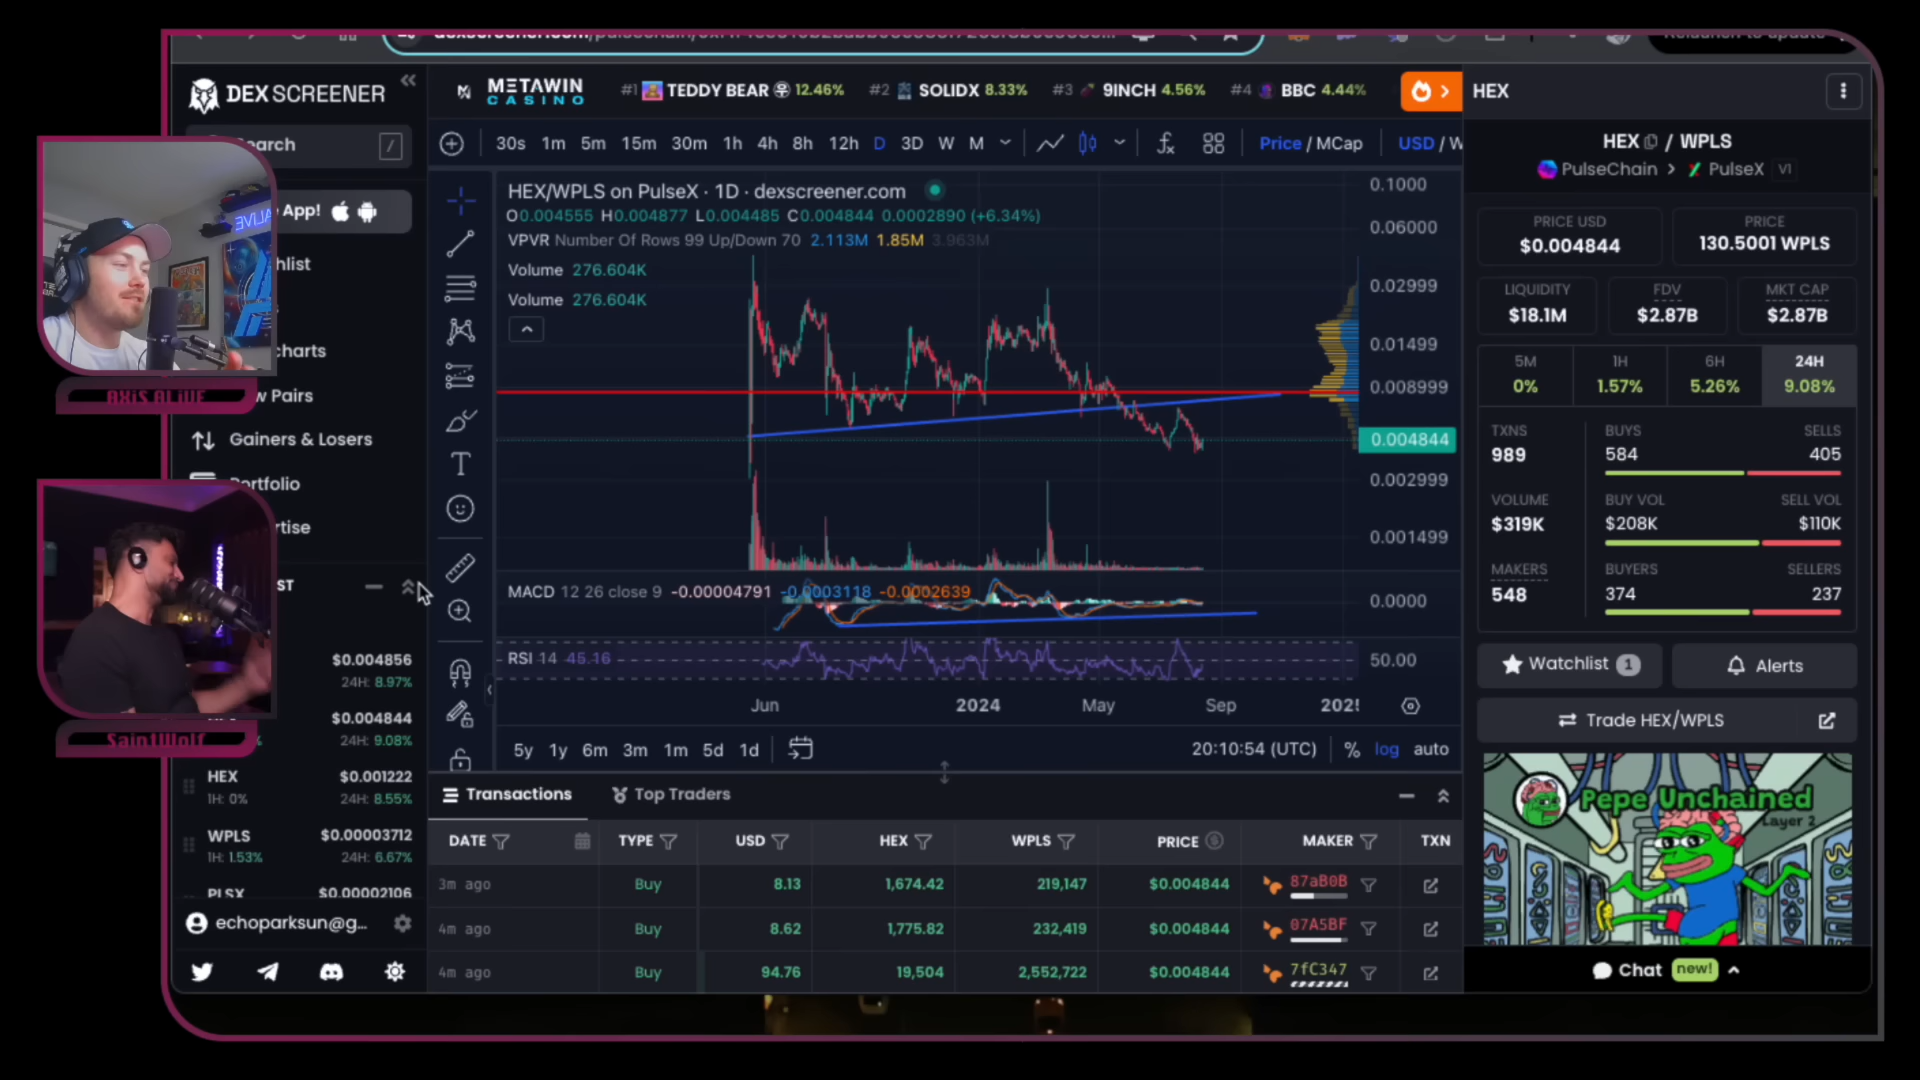 DEX SCREENER
METAWIN
CASINO
#1 TEDDY BEAR 12.46% #2 SOLIDX 8.33% #3 9INCH 4.56% #4 BBC 4.44%
HEX
/
30s 1m 5m 15m 30m 1h 4h 8h 12h D 3D W M
Price / MCap USD / W
HEX / WPLS
PulseChain > PulseX V1
App!
HEX/WPLS on PulseX · 1D · dexscreener.com
O0.004555 H0.004877 L0.004485 C0.004844 0.0002890 (+6.34%)
VPVR Number Of Rows 99 Up/Down 70 2.113M 1.85M 3.963M
Volume 276.604K
Volume 276.604K
0.1000
0.06000
0.02999
0.01499
0.008999
0.004844
0.002999
0.001499
PRICE USD
$0.004844
PRICE
130.5001 WPLS
LIQUIDITY
$18.1M
FDV
$2.87B
MKT CAP
$2.87B
5M
0%
1H
1.57%
6H
5.26%
24H
9.08%
AXiS ALiVE
Pairs
Gainers & Losers
Portfolio
TXNS
989
BUYS
584
SELLS
405
VOLUME
$319K
BUY VOL
$208K
SELL VOL
$110K
MAKERS
548
BUYERS
374
SELLERS
237
MACD 12 26 close 9 -0.00004791 -0.0003118 -0.0002639
0.0000
RSI 14 45.16
50.00
Jun 2024 May Sep
Watchlist 1
Alerts
Trade HEX/WPLS
SaintWolf
$0.004856
24H: 8.97%
$0.004844
24H: 9.08%
HEX $0.001222
1H: 0% 24H: 8.55%
WPLS $0.00003712
1H: 1.53% 24H: 6.67%
PLSX $0.00002106
echoparksun@g...
5y 1y 6m 3m 1m 5d 1d
20:10:54 (UTC) % log auto
Transactions Top Traders
DATE TYPE USD HEX WPLS PRICE MAKER TXN
3m ago Buy 8.13 1,674.42 219,147 $0.004844 87aB0B
4m ago Buy 8.62 1,775.82 232,419 $0.004844 07A5BF
4m ago Buy 94.76 19,504 2,552,722 $0.004844 7fC347
Pepe Unchained
Layer 2
Chat new!